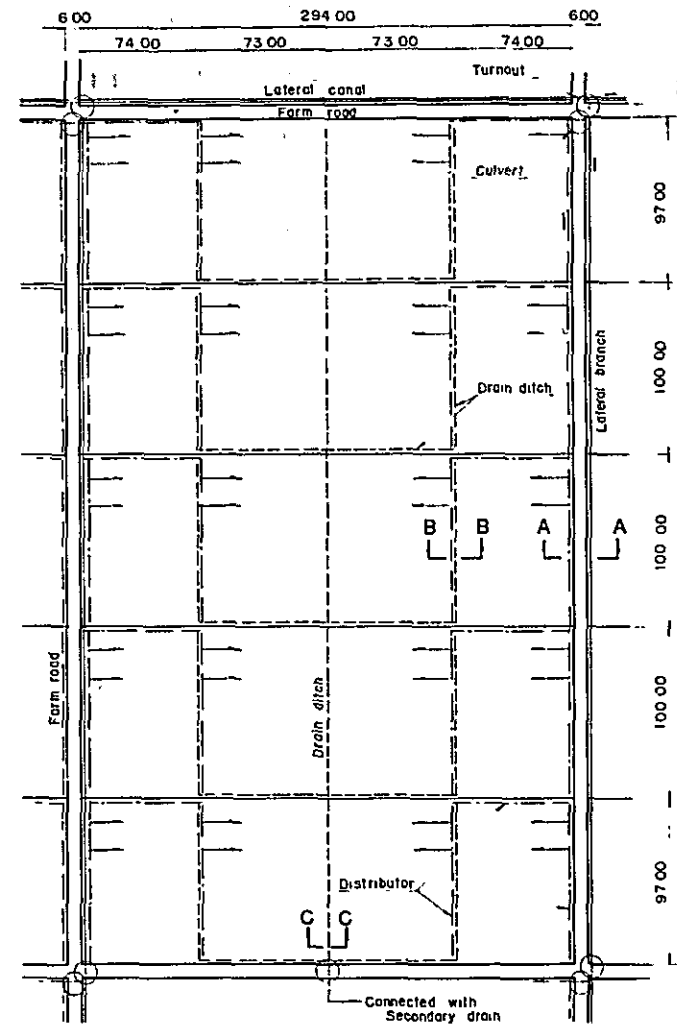 6 00 294 00 600
74 00 73 00 73 00 74 00
Turnout
Lateral canal
Farm road
Culvert
97 00
Lateral branch
100 00
Drain ditch
B B A A
100 00
Farm road
Drain ditch
100 00
Distributor
C C
97 00
Connected with
Secondary drain